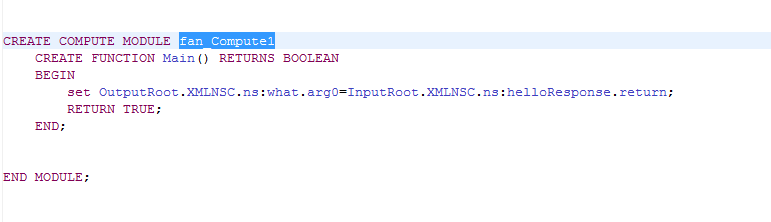 CREATE COMPUTE MODULE fan_Compute1
CREATE FUNCTION Main() RETURNS BOOLEAN
BEGIN
set OutputRoot.XMLNSC.ns:what.arg0=InputRoot.XMLNSC.ns:helloResponse.return;
RETURN TRUE;
END;
END MODULE;